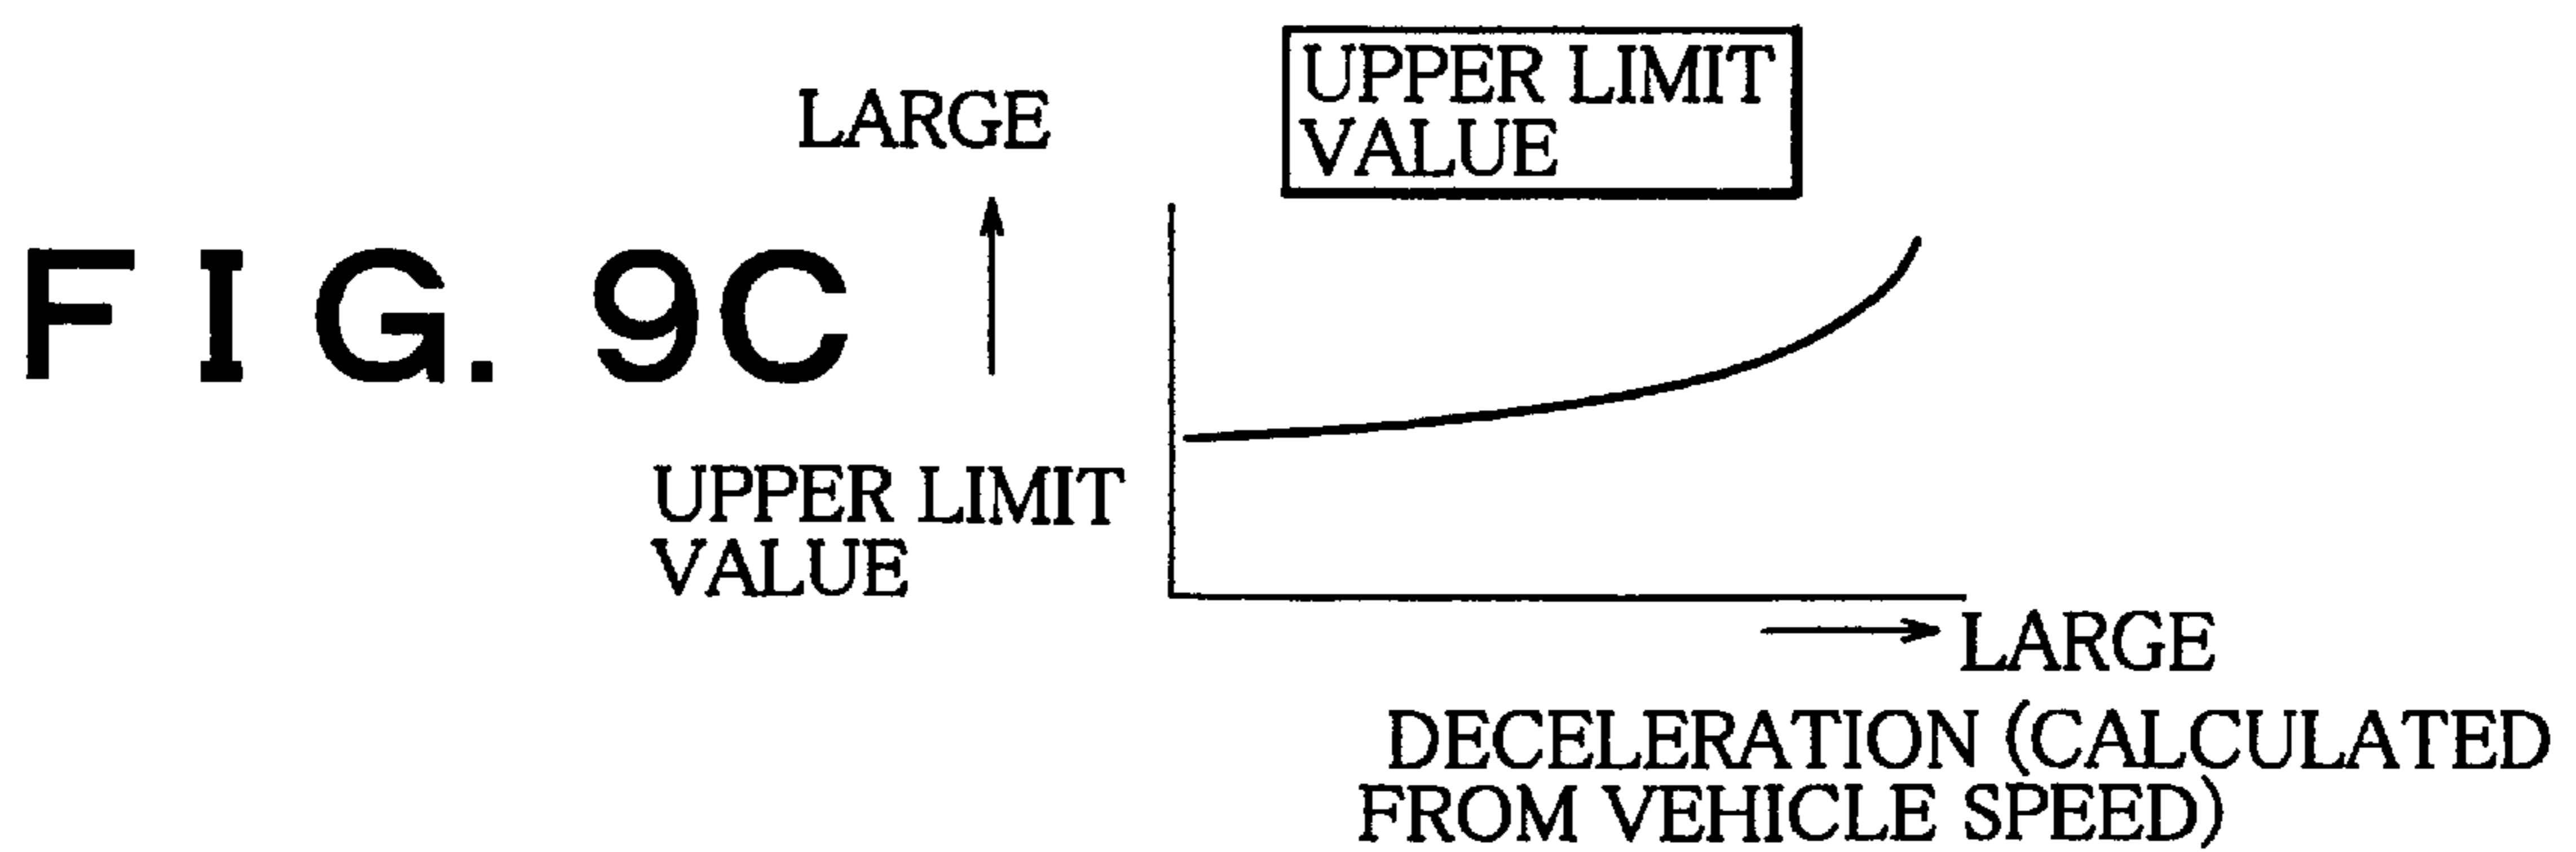 UPPER LIMIT
VALUE
LARGE
FIG. 9C
UPPER LIMIT
VALUE
LARGE
DECELERATION (CALCULATED
FROM VEHICLE SPEED)